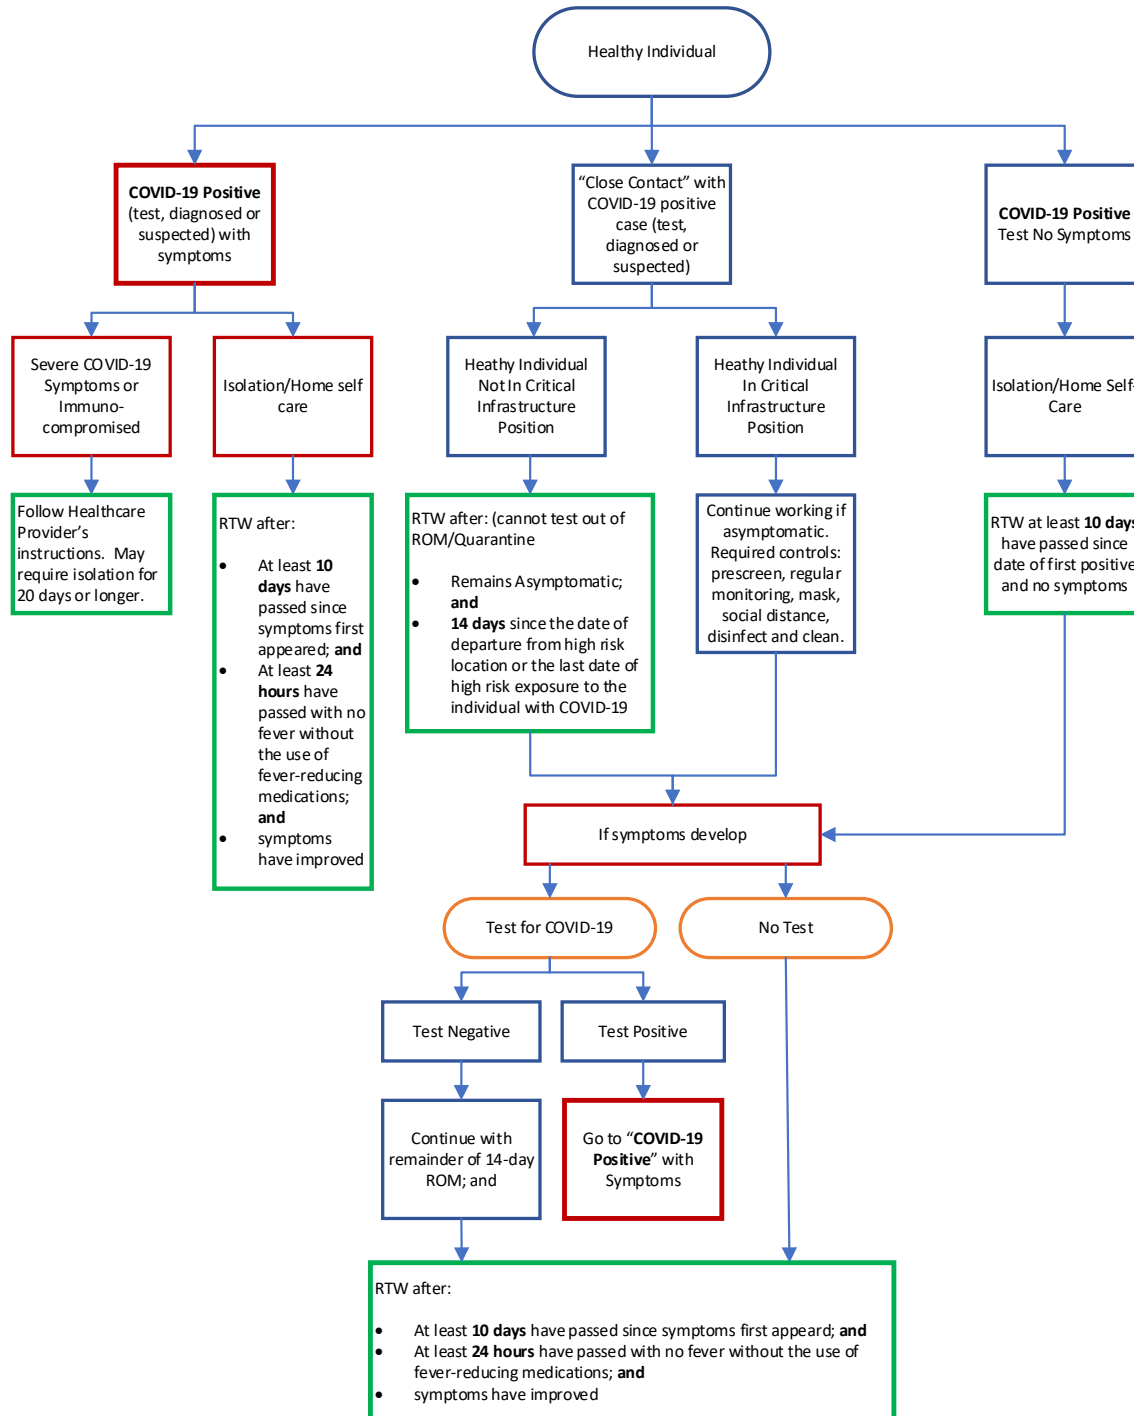 Healthy Individual
COVID-19 Positive
(test, diagnosed or
suspected) with
symptoms
“Close Contact” with
COVID-19 positive
case (test,
diagnosed or
suspected)
COVID-19 Positive
Test No Symptoms
Severe COVID-19
Symptoms or
Immuno-
compromised
Isolation/Home self
care
Heathy Individual
Not In Critical
Infrastructure
Position
Heathy Individual
In Critical
Infrastructure
Position
Isolation/Home Self-
Care
Follow Healthcare
Provider’s
instructions. May
require isolation for
20 days or longer.
RTW after:
• At least 10
days have
passed since
symptoms first
appeared; and
• At least 24
hours have
passed with no
fever without
the use of
fever-reducing
medications;
and
• symptoms
have improved
RTW after: (cannot test out of
ROM/Quarantine
• Remains Asymptomatic;
and
• 14 days since the date of
departure from high risk
location or the last date of
high risk exposure to the
individual with COVID-19
Continue working if
asymptomatic.
Required controls:
prescreen, regular
monitoring, mask,
social distance,
disinfect and clean.
RTW at least 10 days
have passed since
date of first positive
and no symptoms
If symptoms develop
Test for COVID-19
No Test
Test Negative
Test Positive
Continue with
remainder of 14-day
ROM; and
Go to “COVID-19
Positive” with
Symptoms
RTW after:
• At least 10 days have passed since symptoms first appeard; and
• At least 24 hours have passed with no fever without the use of
fever-reducing medications; and
• symptoms have improved